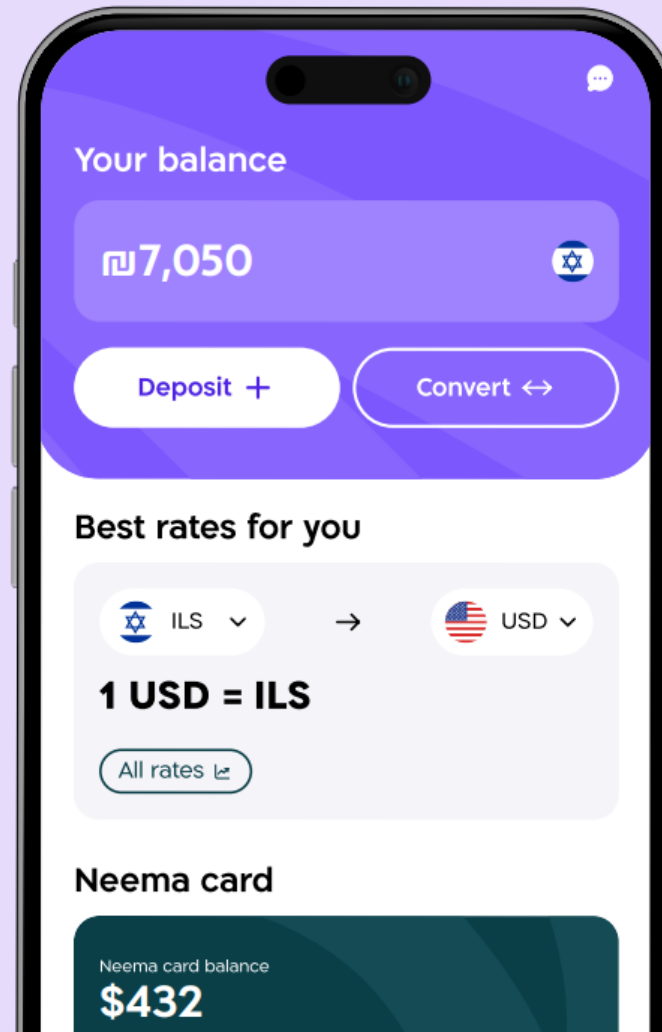 Your balance
₪7,050
Deposit +
Convert ↔
Best rates for you
ILS → USD
1 USD = ILS
All rates
Neema card
Neema card balance
$432